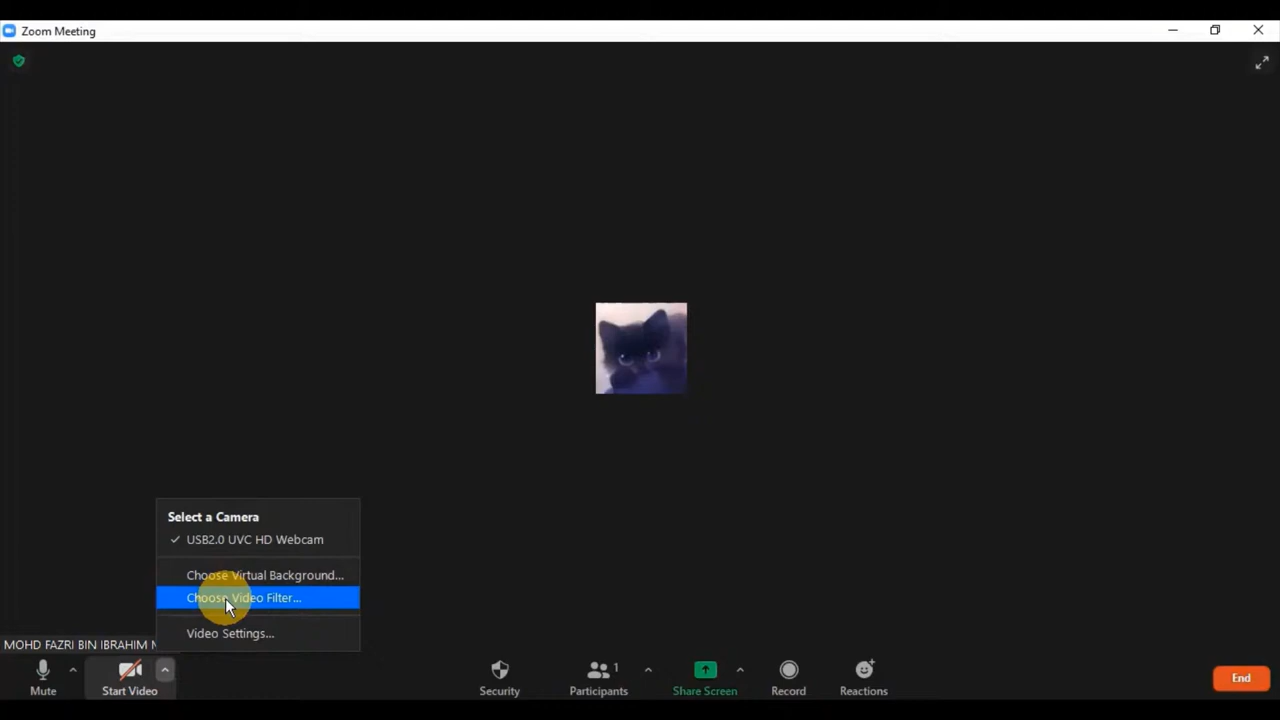 Zoom Meeting
Select a Camera
USB2.0 UVC HD Webcam
Choose Virtual Background...
Choose Video Filter...
Video Settings...
MOHD FAZRI BIN IBRAHIM
Mute
Start Video
Security
Participants
1
Share Screen
Record
Reactions
End